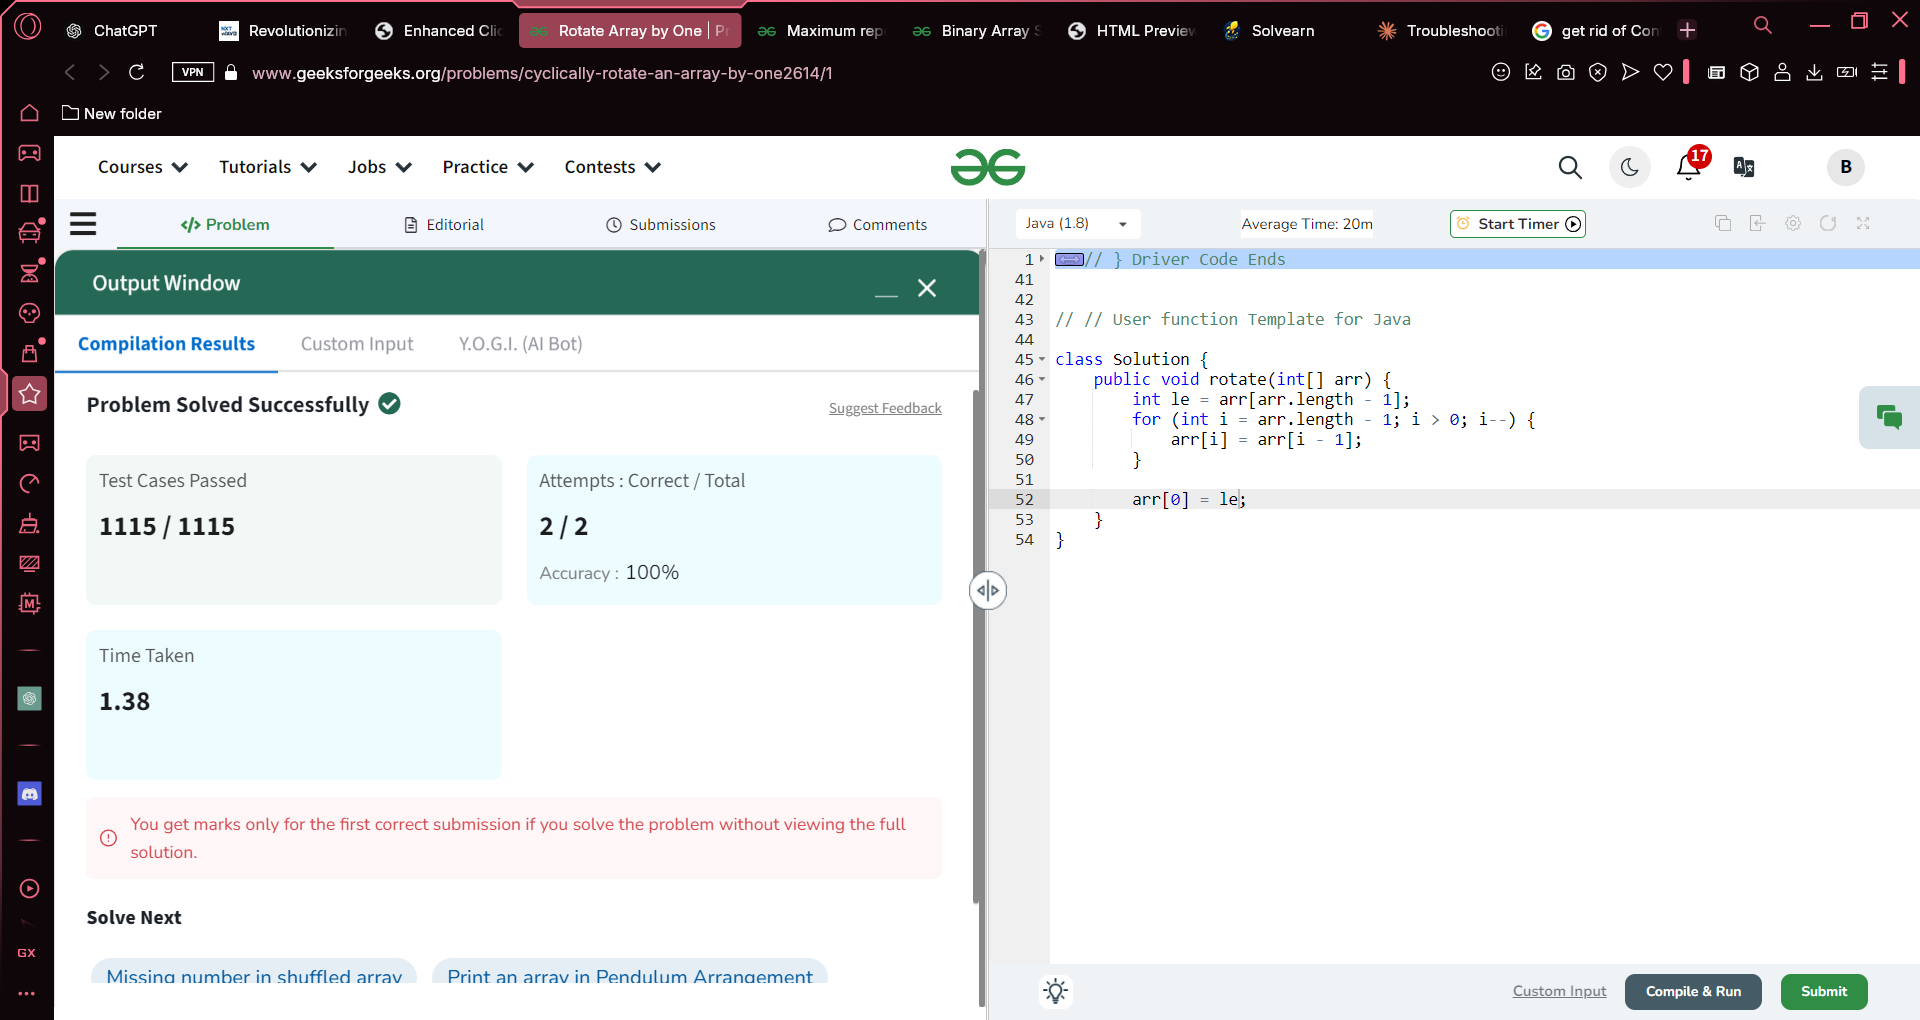 ChatGPT
Revolutionizin
Enhanced Clic
Rotate Array by One | Pr
Maximum rep
Binary Array S
HTML Preview
Solvearn
Troubleshooti
get rid of Con
VPN
www.geeksforgeeks.org/problems/cyclically-rotate-an-array-by-one2614/1
New folder
Courses
Tutorials
Jobs
Practice
Contests
17
B
Problem
Editorial
Submissions
Comments
Java (1.8)
Average Time: 20m
Start Timer
Output Window
Compilation Results
Custom Input
Y.O.G.I. (AI Bot)
Problem Solved Successfully
Suggest Feedback
Test Cases Passed
1115 / 1115
Attempts : Correct / Total
2 / 2
Accuracy : 100%
Time Taken
1.38
You get marks only for the first correct submission if you solve the problem without viewing the full
solution.
Solve Next
Missing number in shuffled array
Print an array in Pendulum Arrangement
1 // } Driver Code Ends
41
42
43 // // User function Template for Java
44
45 class Solution {
46 public void rotate(int[] arr) {
47 int le = arr[arr.length - 1];
48 for (int i = arr.length - 1; i > 0; i--) {
49 arr[i] = arr[i - 1];
50 }
51
52 arr[0] = le;
53 }
54 }
Custom Input
Compile & Run
Submit
GX
M